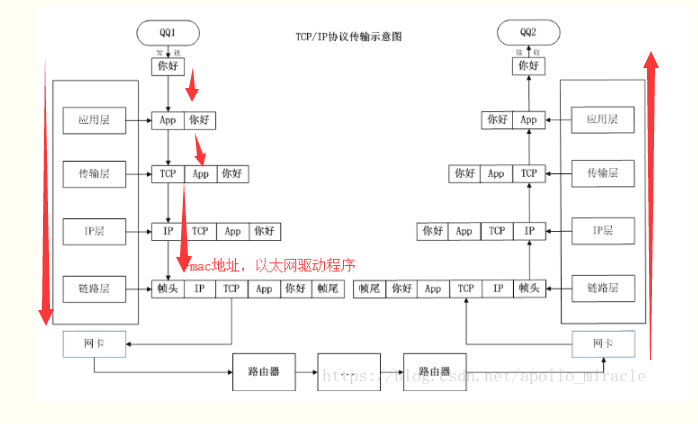 QQ1
TCP/IP协议传输示意图
QQ2
发送
接收
你好
你好
应用层
App 你好
你好 App
应用层
传输层
TCP App 你好
你好 App TCP
传输层
IP层
IP TCP App 你好
你好 App TCP IP
IP层
mac地址，以太网驱动程序
链路层
帧头 IP TCP App 你好 帧尾
帧尾 你好 App TCP IP 帧头
链路层
网卡
网卡
路由器
...
路由器
https://blog.csdn.net/apollo_miracle